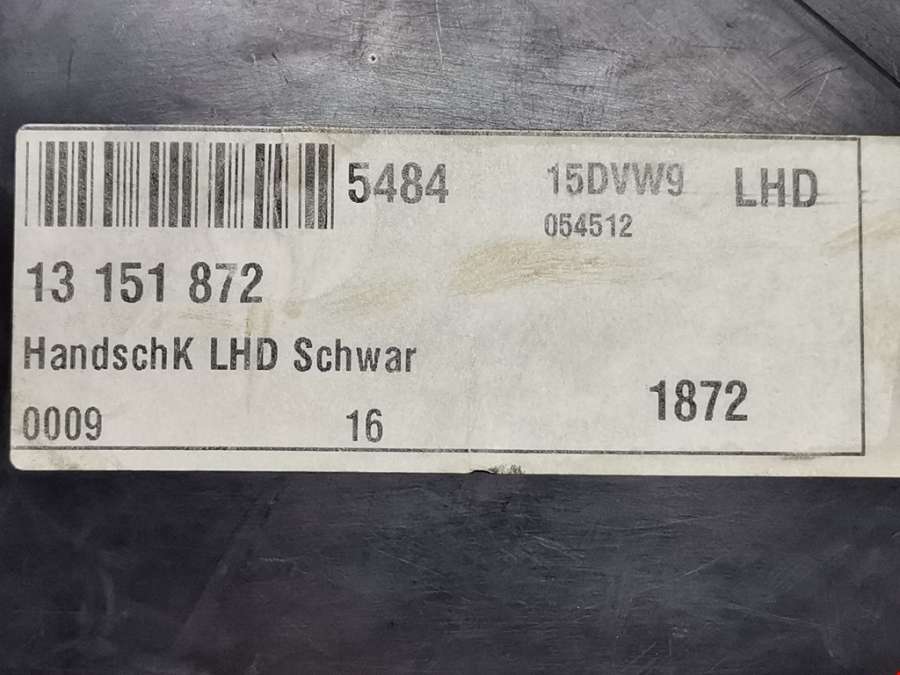 5484 15DVW9 LHD
054512
13 151 872
HandschK LHD Schwar
1872
0009 16